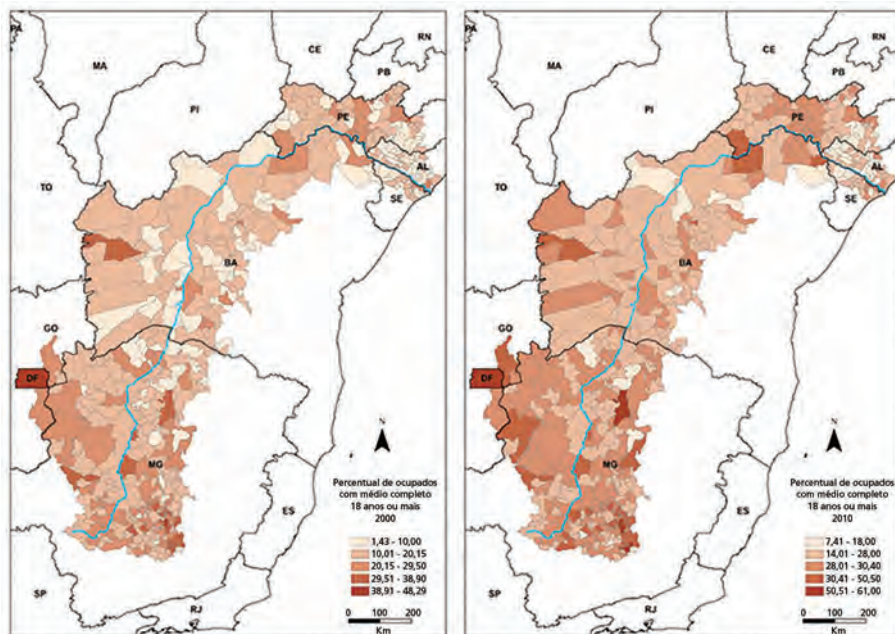 PA
RN
CE
MA
PB
PI
PE
AL
TO
SE
BA
GO
DF
N
MG
ES
SP
RJ
Percentual de ocupados
com médio completo
18 anos ou mais
2000
1,43 - 10,00
10,01 - 20,15
20,15 - 29,50
29,51 - 38,90
38,91 - 48,29
0 100 200
Km
PA
RN
CE
MA
PB
PI
PE
AL
TO
SE
BA
GO
DF
N
MG
ES
SP
RJ
Percentual de ocupados
com médio completo
18 anos ou mais
2010
7,41 - 18,00
14,01 - 28,00
28,01 - 30,40
30,41 - 50,50
50,51 - 61,00
0 100 200
Km